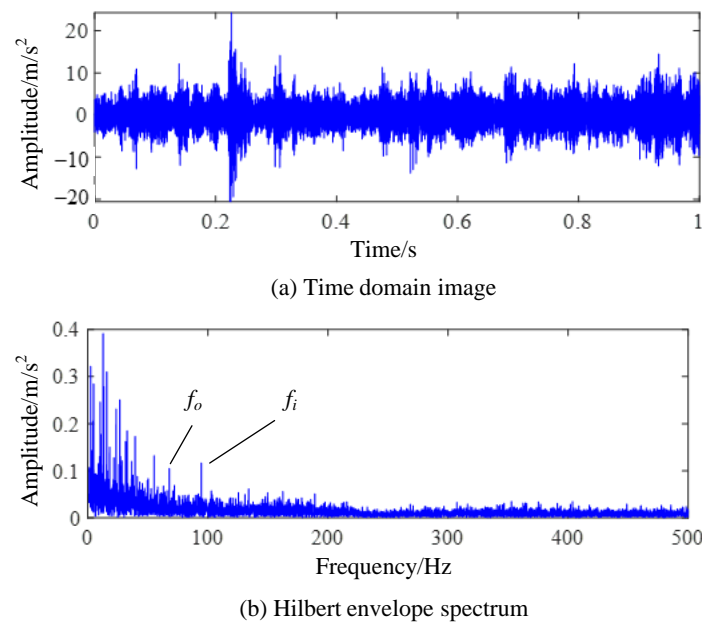 20
10
0
−10
−20
Amplitude/m/s²
0 0.2 0.4 0.6 0.8 1
Time/s
(a) Time domain image
0.4
0.3
0.2
0.1
0
Amplitude/m/s²
fₒ fᵢ
0 100 200 300 400 500
Frequency/Hz
(b) Hilbert envelope spectrum